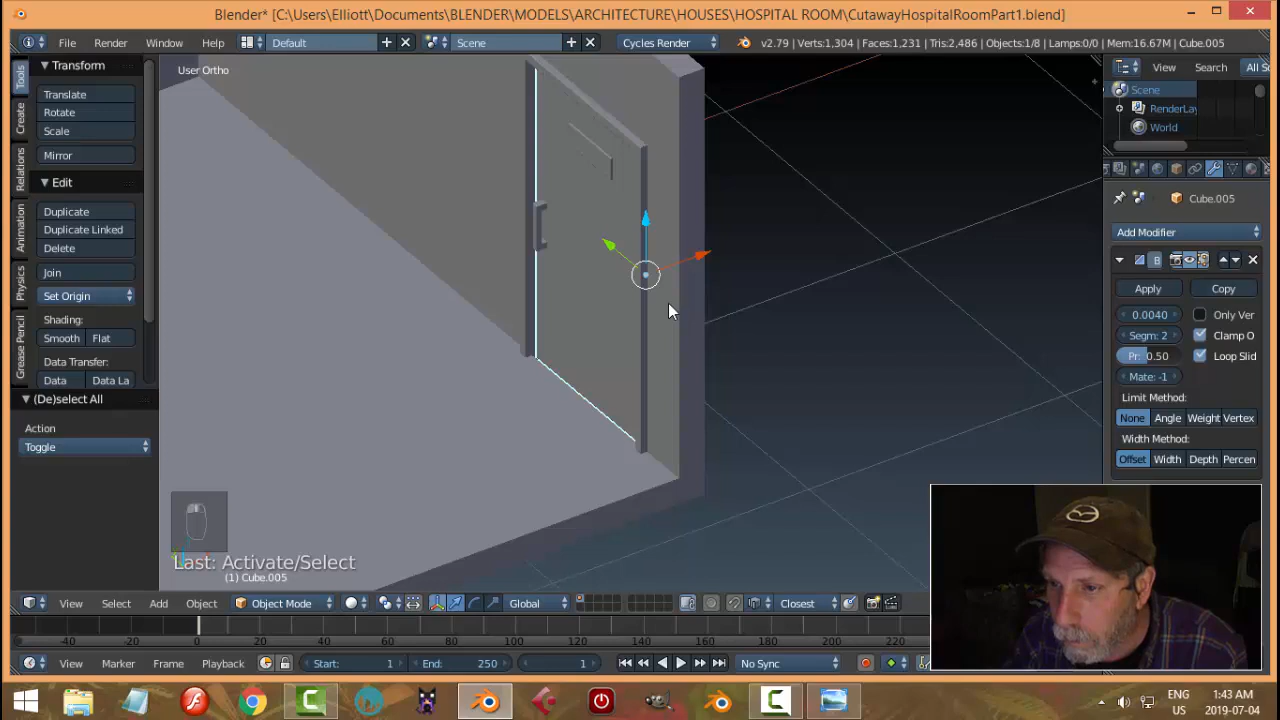 Blender* [C:\Users\Elliott\Documents\BLENDER\MODELS\ARCHITECTURE\HOUSES\HOSPITAL ROOM\CutawayHospitalRoomPart1.blend]
File Render Window Help Default Scene Cycles Render v2.79 | Verts:1,304 | Faces:1,231 | Tris:2,486 | Objects:1/8 | Lamps:0/0 | Mem:16.67M | Cube.005
Tools
Create
Relations
Animation
Physics
Grease Pencil
Transform
Translate
Rotate
Scale
Mirror
Edit
Duplicate
Duplicate Linked
Delete
Join
Set Origin
Shading:
Smooth Flat
Data Transfer:
Data Data La
(De)select All
Action
Toggle
User Ortho
Last: Activate/Select
(1) Cube.005
View Search All S
Scene
RenderLay
World
Cube.005
Add Modifier
B
Apply Copy
0.0040 Only Ver
Segm: 2 Clamp O
Pr: 0.50 Loop Slid
Mate: -1
Limit Method:
None Angle Weight Vertex
Width Method:
Offset Width Depth Percen
View Select Add Object Object Mode Global Closest
-40 -20 0 20 40 60 80 100 120 140 160 180 200 220
View Marker Frame Playback Start: 1 End: 250 1 No Sync
ENG 1:43 AM
US 2019-07-04